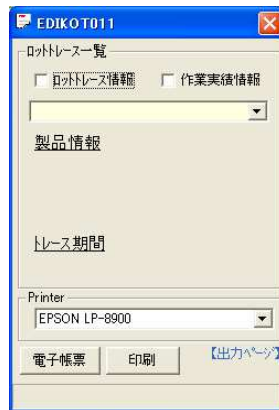 EDIKOT011
ﾛｯﾄﾄﾚｰｽ一覧
ﾛｯﾄﾄﾚｰｽ情報 作業実績情報
製品情報
ﾄﾚｰｽ期間
Printer
EPSON LP-8900
電子帳票 印刷 【出力ﾍﾟｰｼﾞ】